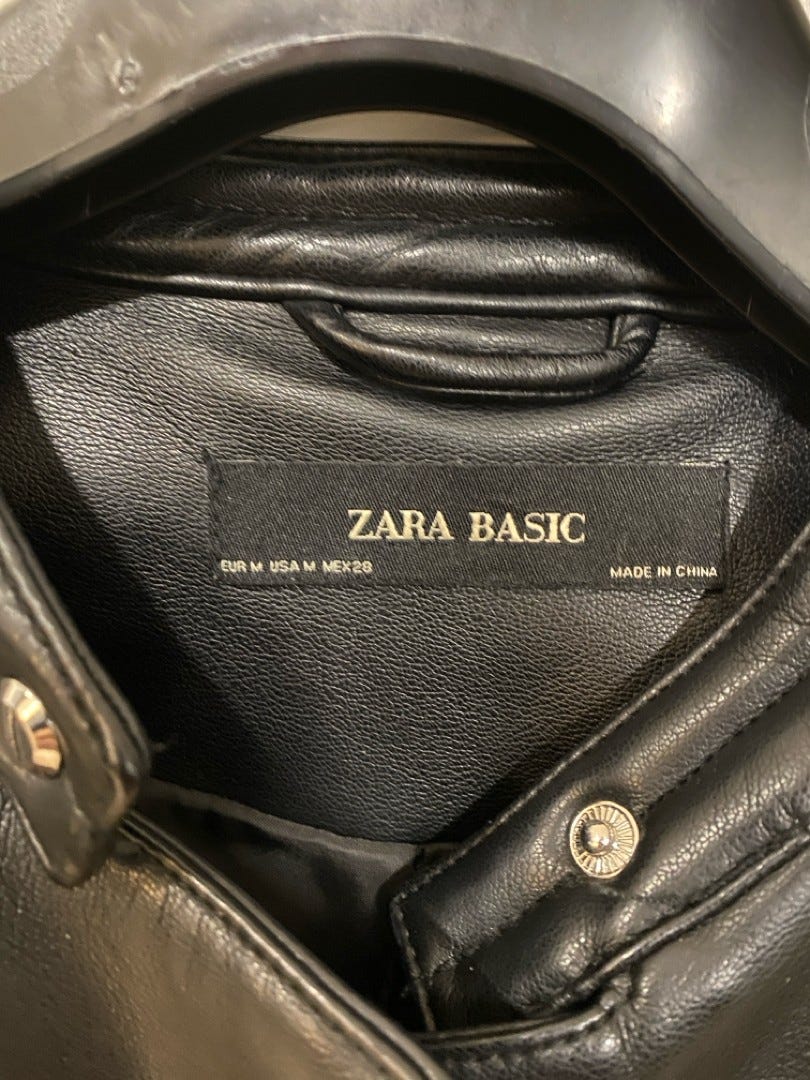 ZARA BASIC
EUR M USA M MEX28
MADE IN CHINA